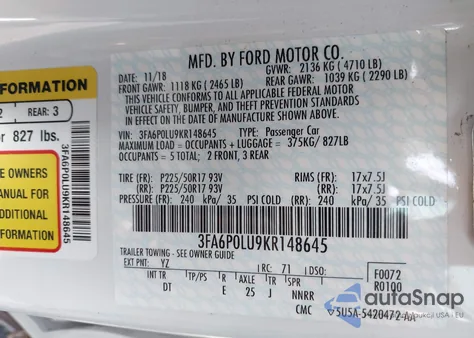 FORMATION
2 REAR: 3
or 827 lbs.
E OWNERS
ANUAL FOR
ADDITIONAL
FORMATION
3FA6P0LU9KR148645
MFD. BY FORD MOTOR CO.
11/18 GVWR: 2136 KG (4710 LB)
FRONT GAWR: 1118 KG (2465 LB) REAR GAWR: 1039 KG (2290 LB)
THIS VEHICLE CONFORMS TO ALL APPLICABLE FEDERAL MOTOR
VEHICLE SAFETY, BUMPER, AND THEFT PREVENTION STANDARDS
IN EFFECT ON THE DATE OF MANUFACTURE SHOWN ABOVE.
VIN: 3FA6P0LU9KR148645 TYPE: Passenger Car
MAXIMUM LOAD = OCCUPANTS + LUGGAGE = 375KG/ 827LB
OCCUPANTS = 5 TOTAL: 2 FRONT, 3 REAR
TIRE (FR): P225/50R17 93V RIMS (FR): 17x7.5J
(RR): P225/50R17 93V (RR): 17x7.5J
PRESSURE (FR): 240 kPa/ 35 PSI COLD (RR): 240 kPa/ 35 PSI COLD
3FA6P0LU9KR148645
TRAILER TOWING - SEE OWNER GUIDE
EXT PNT: YZ RC: 71 DSO: F0072
R0100
INT TR TP/PS R AXLE TR SPR
DT E 25 J NNRR
CMC 5U5A-5420472-AA
autoSnap